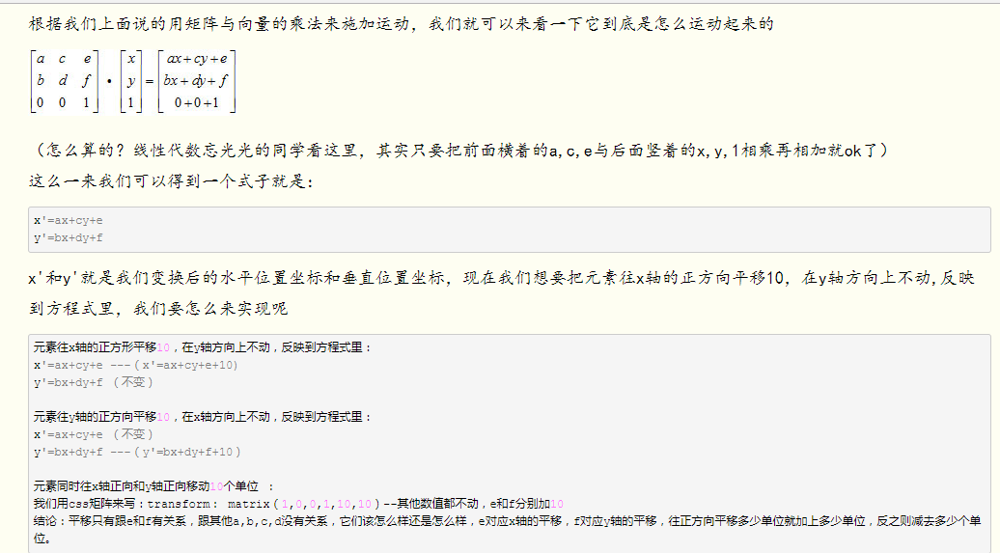 根据我们上面说的用矩阵与向量的乘法来施加运动，我们就可以来看一下它到底是怎么运动起来的
a c e x ax+cy+e
b d f • y = bx+dy+f
0 0 1 1 0+0+1
（怎么算的？线性代数忘光光的同学看这里，其实只要把前面横着的a,c,e与后面竖着的x,y,1相乘再相加就ok了）
这么一来我们可以得到一个式子就是：
x'=ax+cy+e
y'=bx+dy+f
x'和y'就是我们变换后的水平位置坐标和垂直位置坐标，现在我们想要把元素往x轴的正方向平移10，在y轴方向上不动,反映
到方程式里，我们要怎么来实现呢
元素往x轴的正方形平移10，在y轴方向上不动，反映到方程式里：
x'=ax+cy+e ---（x'=ax+cy+e+10）
y'=bx+dy+f （不变）
元素往y轴的正方向平移10，在x轴方向上不动，反映到方程式里：
x'=ax+cy+e （不变）
y'=bx+dy+f ---（y'=bx+dy+f+10）
元素同时往x轴正向和y轴正向移动10个单位 ：
我们用css矩阵来写：transform： matrix（1,0,0,1,10,10）--其他数值都不动，e和f分别加10
结论：平移只有跟e和f有关系，跟其他a,b,c,d没有关系，它们该怎么样还是怎么样，e对应x轴的平移，f对应y轴的平移，往正方向平移多少单位就加上多少单位，反之则减去多少个单
位。